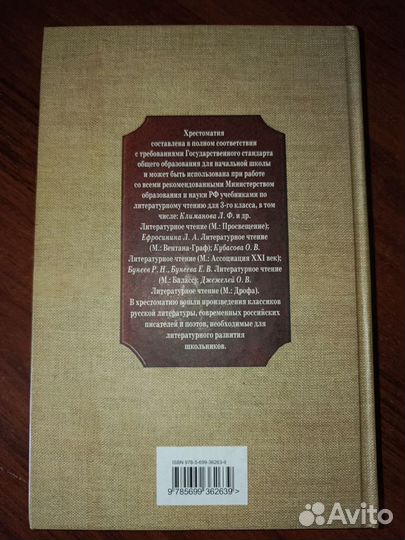 Хрестоматия
составлена в полном соответствии
с требованиями Государственного стандарта
общего образования для начальной школы
и может быть использована при работе
со всеми рекомендованными Министерством
образования и науки РФ учебниками по
литературному чтению для 3-го класса, в том
числе: Климанова Л. Ф. и др.
Литературное чтение (М.: Просвещение);
Ефросинина Л. А. Литературное чтение
(М.: Вентана-Граф); Кубасова О. В.
Литературное чтение (М.: Ассоциация XXI век);
Бунеев Р. Н., Бунеева Е. В. Литературное чтение
(М.: Баласс); Джежелей О. В.
Литературное чтение (М.: Дрофа).
В хрестоматию вошли произведения классиков
русской литературы, современных российских
писателей и поэтов, необходимые для
литературного развития
школьников.
ISBN 978-5-699-36263-9
9 785699 362639 >
Avito